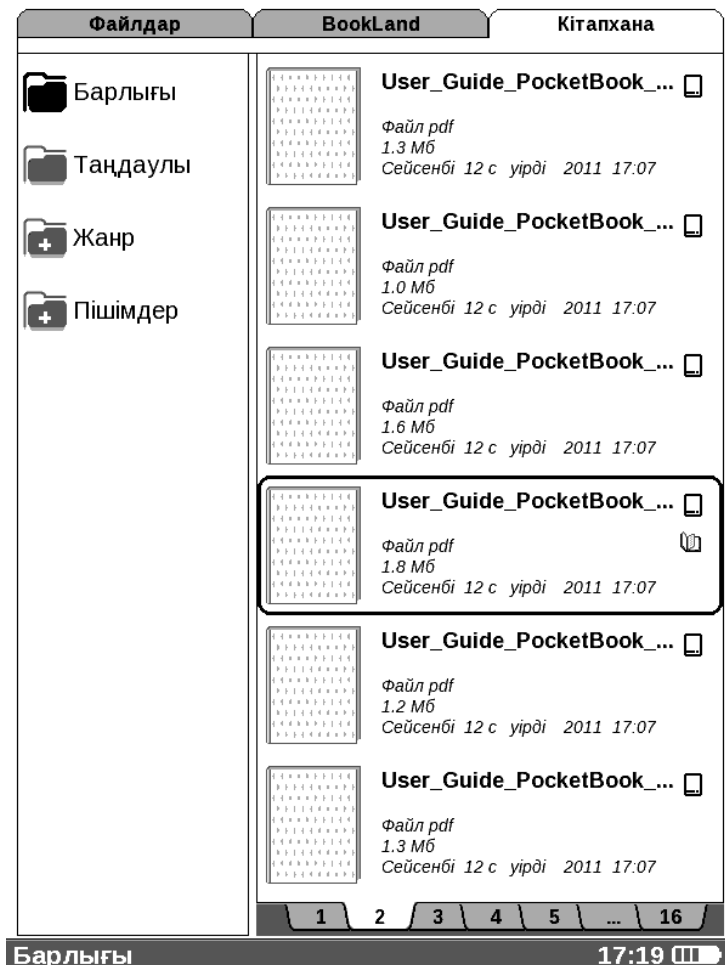 Файлдар BookLand Кітапхана
Барлығы
Таңдаулы
Жанр
Пішімдер
User_Guide_PocketBook_...
Файл pdf
1.3 Мб
Сейсенбі 12 с уірді 2011 17:07
User_Guide_PocketBook_...
Файл pdf
1.0 Мб
Сейсенбі 12 с уірді 2011 17:07
User_Guide_PocketBook_...
Файл pdf
1.6 Мб
Сейсенбі 12 с уірді 2011 17:07
User_Guide_PocketBook_...
Файл pdf
1.8 Мб
Сейсенбі 12 с уірді 2011 17:07
User_Guide_PocketBook_...
Файл pdf
1.2 Мб
Сейсенбі 12 с уірді 2011 17:07
User_Guide_PocketBook_...
Файл pdf
1.3 Мб
Сейсенбі 12 с уірді 2011 17:07
1 2 3 4 5 ... 16
Барлығы 17:19